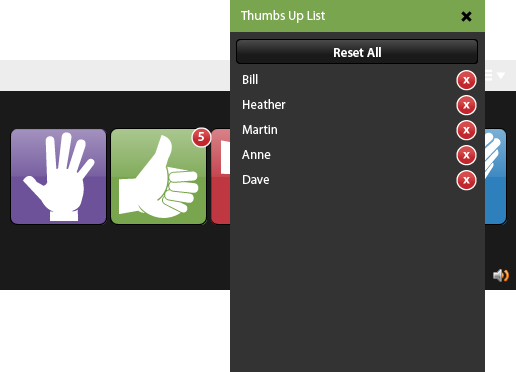 Thumbs Up List
Reset All
Bill
x
Heather
x
Martin
x
Anne
x
Dave
x
5